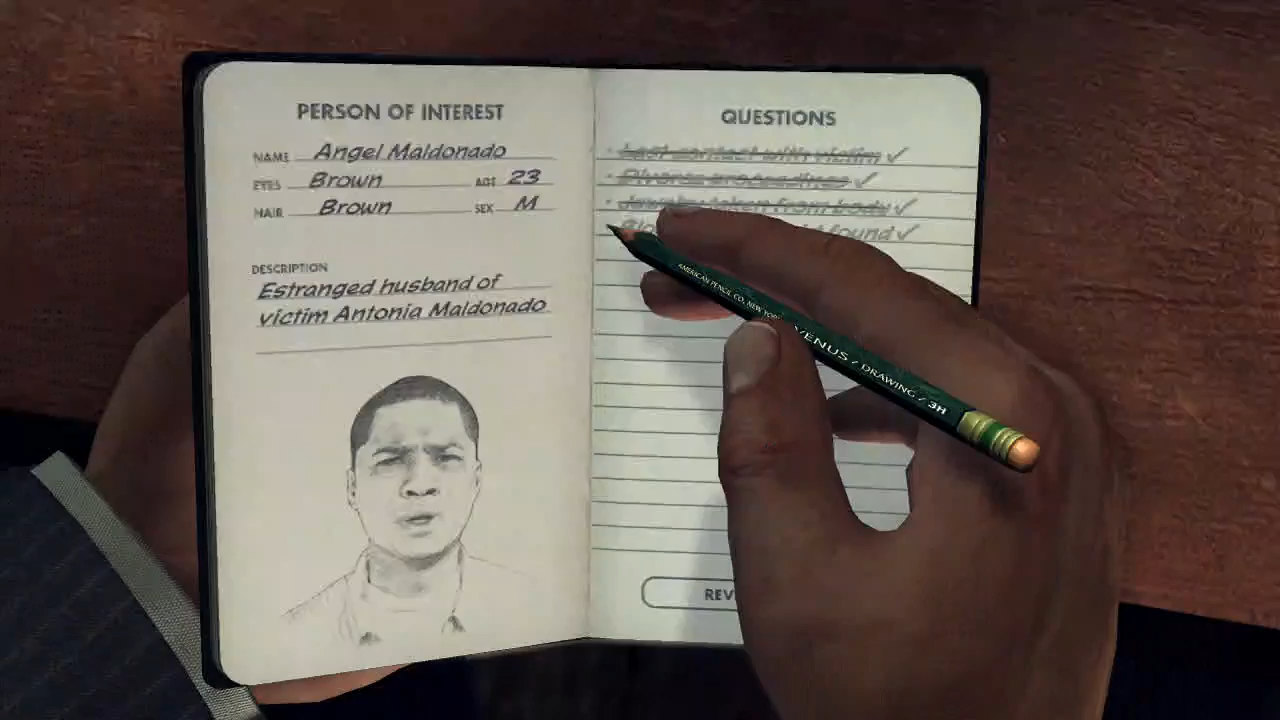 PERSON OF INTEREST
NAME Angel Maldonado
EYES Brown AGE 23
HAIR Brown SEX M
DESCRIPTION
Estranged husband of
victim Antonia Maldonado
QUESTIONS
· Last contact with victim ✓
· Divorce proceedings ✓
· Jewelry taken from body ✓
found ✓
REV
AMERICAN PENCIL CO. NEW YORK VENUS / DRAWING / 3H